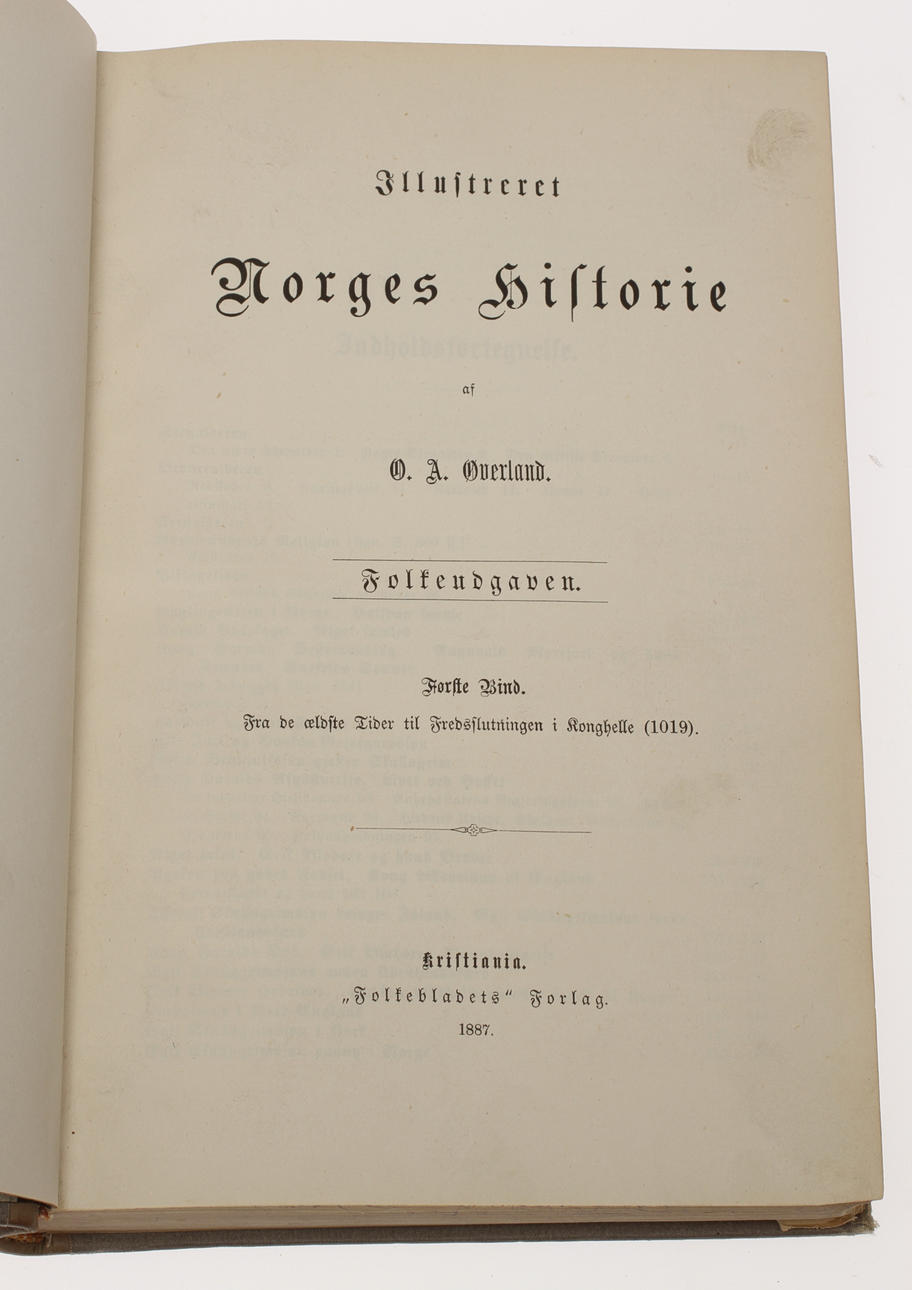 Illustreret
Norges Historie
af
O. A. Øverland.
Folkeudgaven.
Første Bind.
Fra de ældste Tider til Fredsslutningen i Konghelle (1019).
Kristiania.
„Folkebladets“ Forlag.
1887.